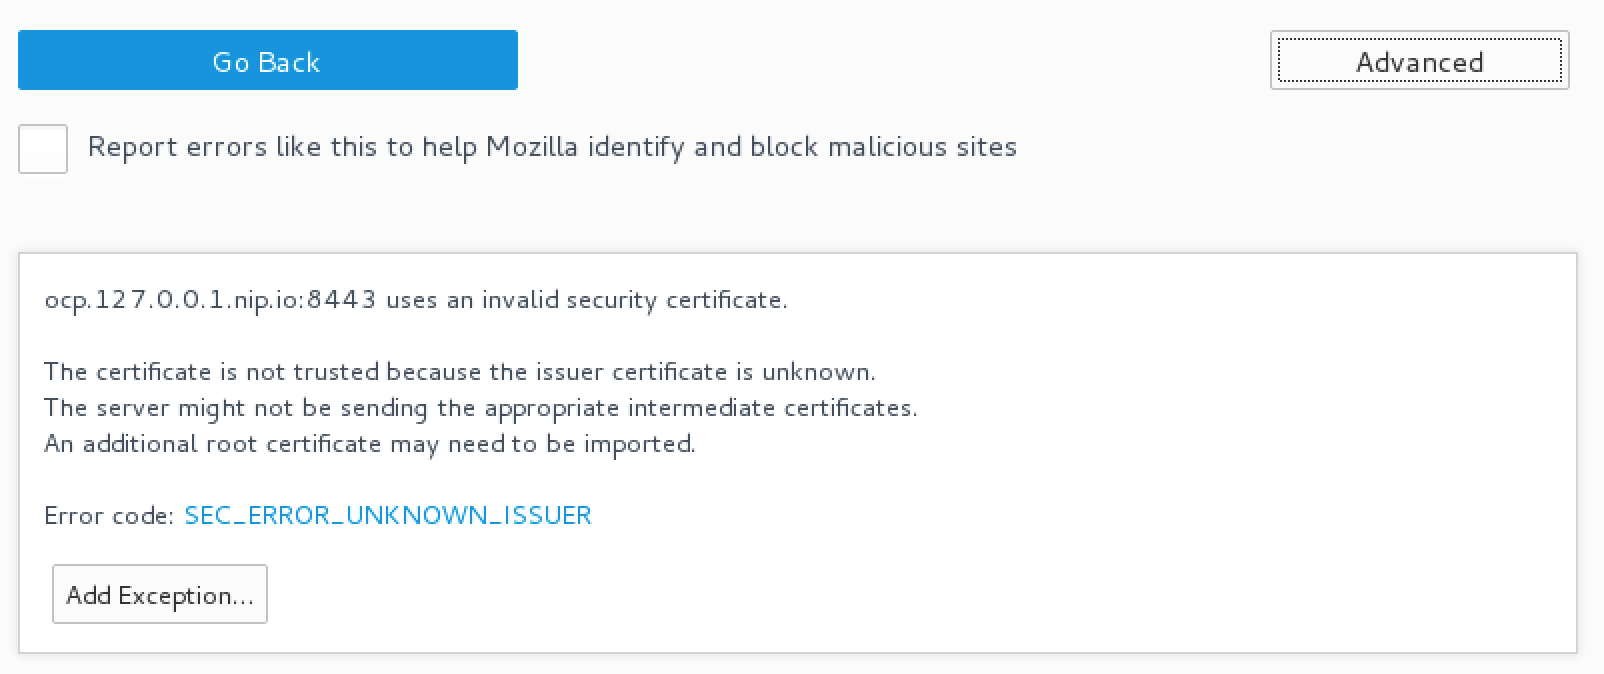 Go Back
Advanced
Report errors like this to help Mozilla identify and block malicious sites
ocp.127.0.0.1.nip.io:8443 uses an invalid security certificate.
The certificate is not trusted because the issuer certificate is unknown.
The server might not be sending the appropriate intermediate certificates.
An additional root certificate may need to be imported.
Error code: SEC_ERROR_UNKNOWN_ISSUER
Add Exception...